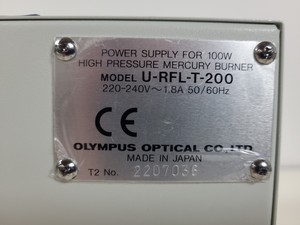 POWER SUPPLY FOR 100W
HIGH PRESSURE MERCURY BURNER
MODEL U-RFL-T-200
220-240V～1.8A 50/60Hz
CE
OLYMPUS OPTICAL CO.,LTD.
MADE IN JAPAN
T2 No. 2207036